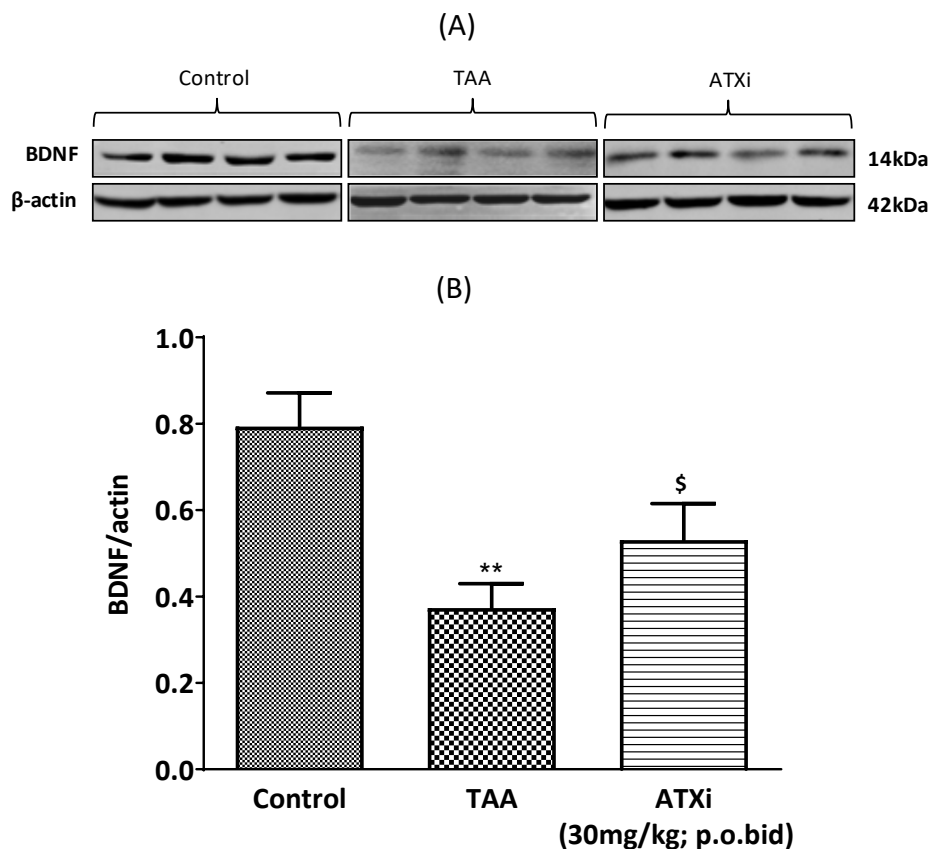 (A)
Control TAA ATXi
BDNF 14kDa
β-actin 42kDa
(B)
1.0
0.8
0.6
0.4
0.2
0.0
BDNF/actin
**
$
Control TAA ATXi
(30mg/kg; p.o.bid)